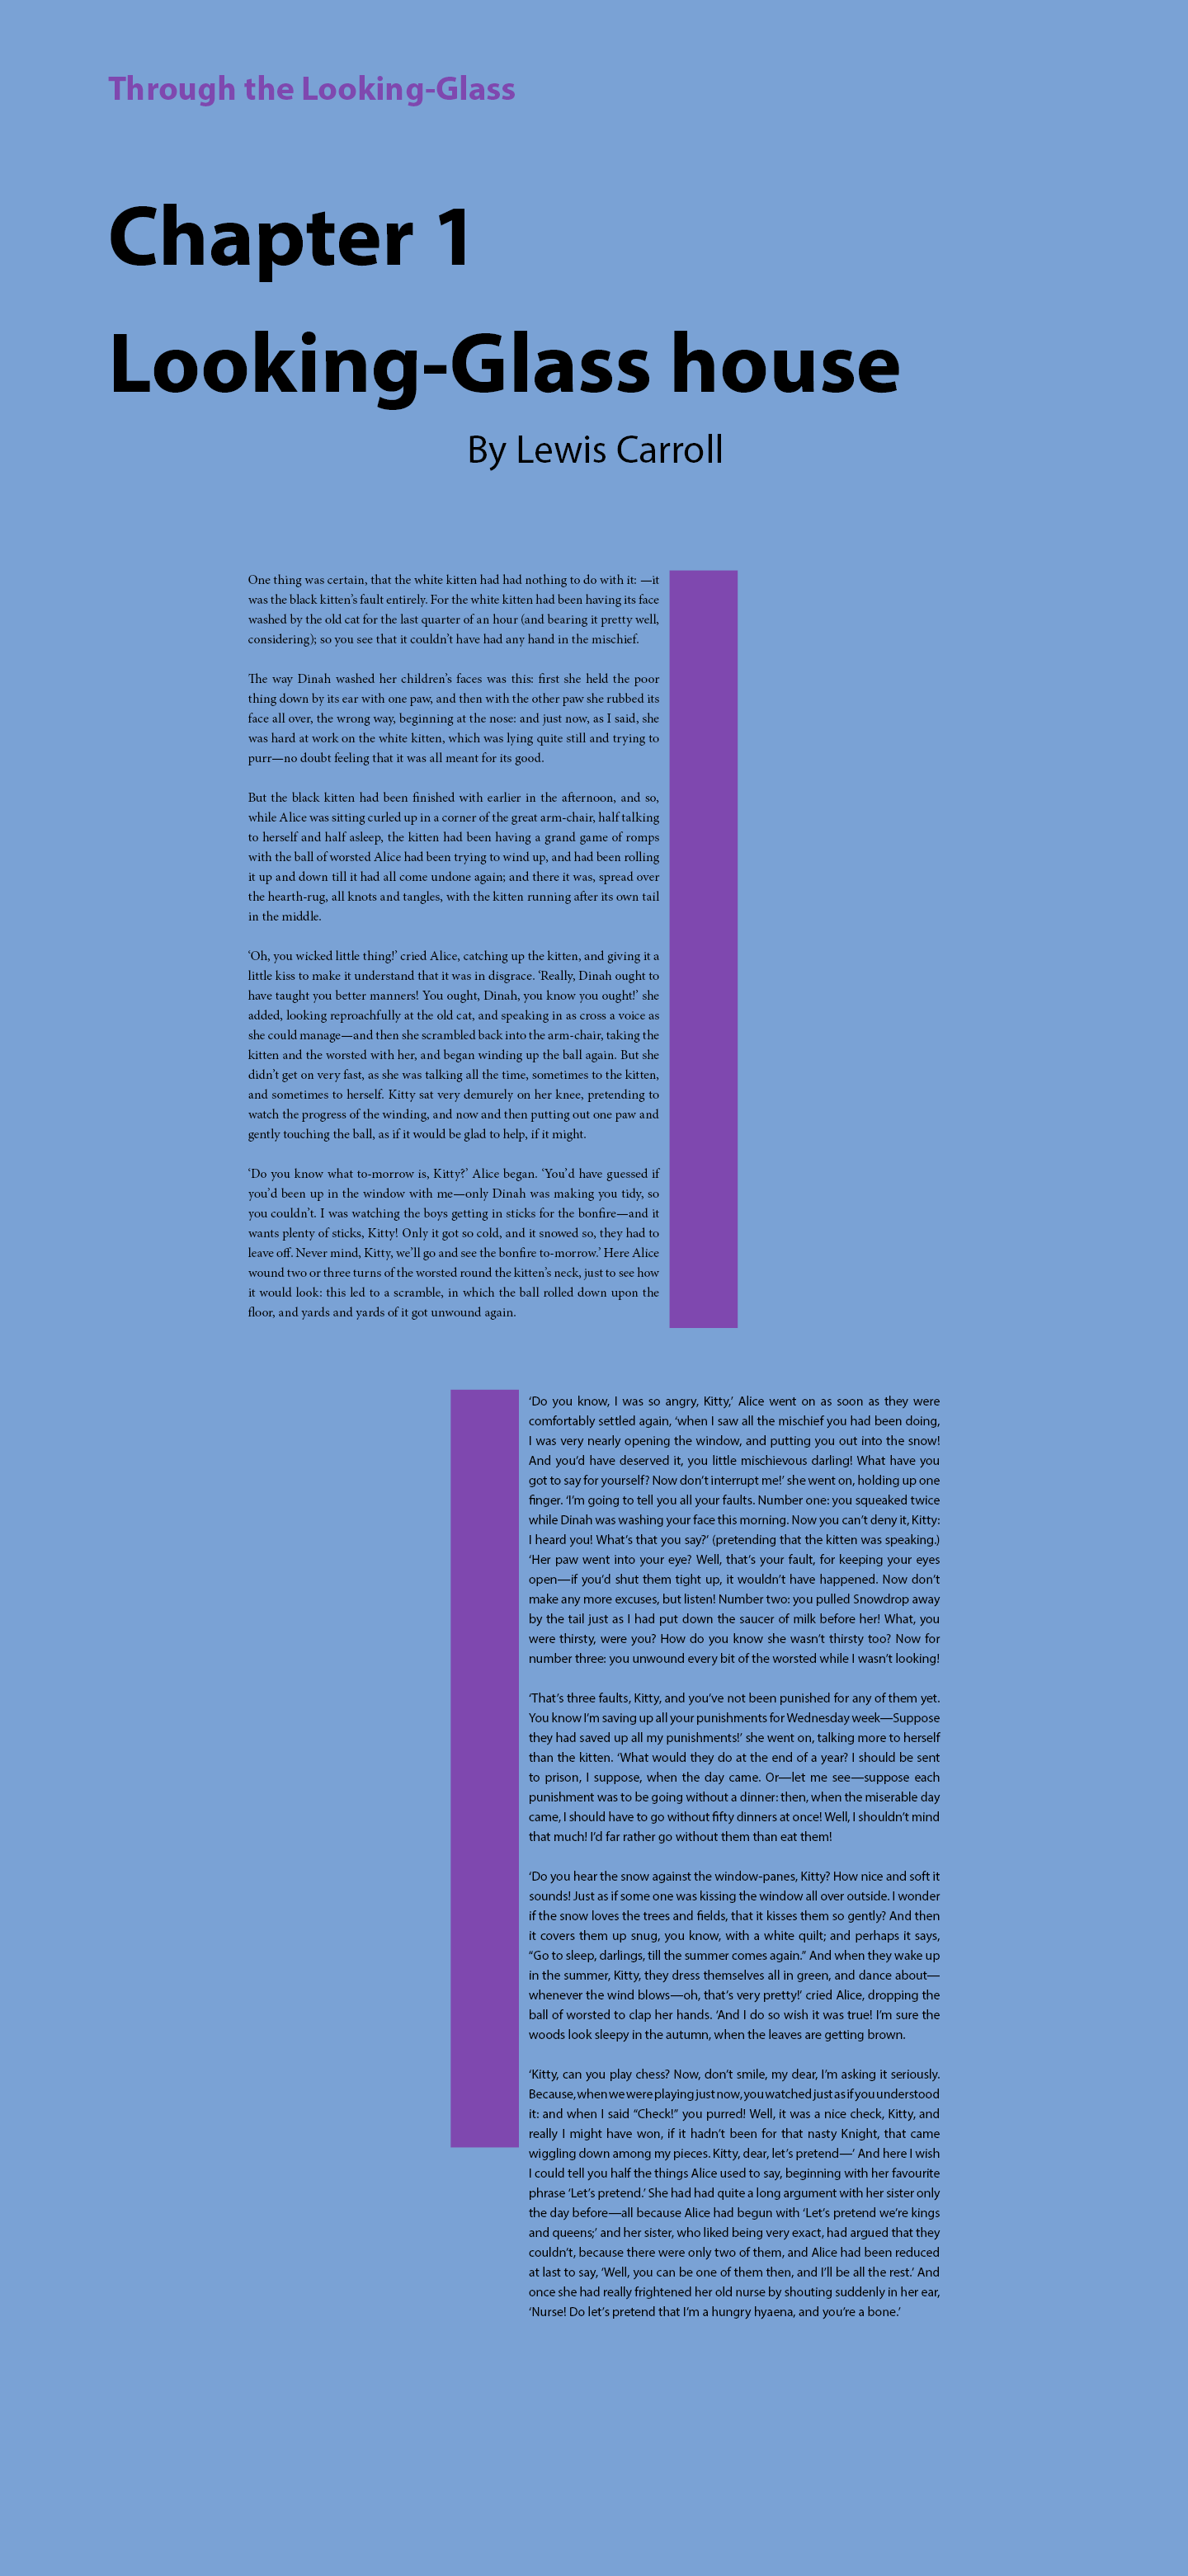 Through the Looking-Glass
Chapter 1
Looking-Glass house
By Lewis Carroll
One thing was certain, that the white kitten had had nothing to do with it: —it
was the black kitten’s fault entirely. For the white kitten had been having its face
washed by the old cat for the last quarter of an hour (and bearing it pretty well,
considering); so you see that it couldn’t have had any hand in the mischief.
The way Dinah washed her children’s faces was this: first she held the poor
thing down by its ear with one paw, and then with the other paw she rubbed its
face all over, the wrong way, beginning at the nose: and just now, as I said, she
was hard at work on the white kitten, which was lying quite still and trying to
purr—no doubt feeling that it was all meant for its good.
But the black kitten had been finished with earlier in the afternoon, and so,
while Alice was sitting curled up in a corner of the great arm-chair, half talking
to herself and half asleep, the kitten had been having a grand game of romps
with the ball of worsted Alice had been trying to wind up, and had been rolling
it up and down till it had all come undone again; and there it was, spread over
the hearth-rug, all knots and tangles, with the kitten running after its own tail
in the middle.
‘Oh, you wicked little thing!’ cried Alice, catching up the kitten, and giving it a
little kiss to make it understand that it was in disgrace. ‘Really, Dinah ought to
have taught you better manners! You ought, Dinah, you know you ought!’ she
added, looking reproachfully at the old cat, and speaking in as cross a voice as
she could manage—and then she scrambled back into the arm-chair, taking the
kitten and the worsted with her, and began winding up the ball again. But she
didn’t get on very fast, as she was talking all the time, sometimes to the kitten,
and sometimes to herself. Kitty sat very demurely on her knee, pretending to
watch the progress of the winding, and now and then putting out one paw and
gently touching the ball, as if it would be glad to help, if it might.
‘Do you know what to-morrow is, Kitty?’ Alice began. ‘You’d have guessed if
you’d been up in the window with me—only Dinah was making you tidy, so
you couldn’t. I was watching the boys getting in sticks for the bonfire—and it
wants plenty of sticks, Kitty! Only it got so cold, and it snowed so, they had to
leave off. Never mind, Kitty, we’ll go and see the bonfire to-morrow.’ Here Alice
wound two or three turns of the worsted round the kitten’s neck, just to see how
it would look: this led to a scramble, in which the ball rolled down upon the
floor, and yards and yards of it got unwound again.
‘Do you know, I was so angry, Kitty,’ Alice went on as soon as they were
comfortably settled again, ‘when I saw all the mischief you had been doing,
I was very nearly opening the window, and putting you out into the snow!
And you’d have deserved it, you little mischievous darling! What have you
got to say for yourself? Now don’t interrupt me!’ she went on, holding up one
finger. ‘I’m going to tell you all your faults. Number one: you squeaked twice
while Dinah was washing your face this morning. Now you can’t deny it, Kitty:
I heard you! What’s that you say?’ (pretending that the kitten was speaking.)
‘Her paw went into your eye? Well, that’s your fault, for keeping your eyes
open—if you’d shut them tight up, it wouldn’t have happened. Now don’t
make any more excuses, but listen! Number two: you pulled Snowdrop away
by the tail just as I had put down the saucer of milk before her! What, you
were thirsty, were you? How do you know she wasn’t thirsty too? Now for
number three: you unwound every bit of the worsted while I wasn’t looking!
‘That’s three faults, Kitty, and you’ve not been punished for any of them yet.
You know I’m saving up all your punishments for Wednesday week—Suppose
they had saved up all my punishments!’ she went on, talking more to herself
than the kitten. ‘What would they do at the end of a year? I should be sent
to prison, I suppose, when the day came. Or—let me see—suppose each
punishment was to be going without a dinner: then, when the miserable day
came, I should have to go without fifty dinners at once! Well, I shouldn’t mind
that much! I’d far rather go without them than eat them!
‘Do you hear the snow against the window-panes, Kitty? How nice and soft it
sounds! Just as if some one was kissing the window all over outside. I wonder
if the snow loves the trees and fields, that it kisses them so gently? And then
it covers them up snug, you know, with a white quilt; and perhaps it says,
“Go to sleep, darlings, till the summer comes again.” And when they wake up
in the summer, Kitty, they dress themselves all in green, and dance about—
whenever the wind blows—oh, that’s very pretty!’ cried Alice, dropping the
ball of worsted to clap her hands. ‘And I do so wish it was true! I’m sure the
woods look sleepy in the autumn, when the leaves are getting brown.
‘Kitty, can you play chess? Now, don’t smile, my dear, I’m asking it seriously.
Because, when we were playing just now, you watched just as if you understood
it: and when I said “Check!” you purred! Well, it was a nice check, Kitty, and
really I might have won, if it hadn’t been for that nasty Knight, that came
wiggling down among my pieces. Kitty, dear, let’s pretend—’ And here I wish
I could tell you half the things Alice used to say, beginning with her favourite
phrase ‘Let’s pretend.’ She had had quite a long argument with her sister only
the day before—all because Alice had begun with ‘Let’s pretend we’re kings
and queens;’ and her sister, who liked being very exact, had argued that they
couldn’t, because there were only two of them, and Alice had been reduced
at last to say, ‘Well, you can be one of them then, and I’ll be all the rest.’ And
once she had really frightened her old nurse by shouting suddenly in her ear,
‘Nurse! Do let’s pretend that I’m a hungry hyaena, and you’re a bone.’